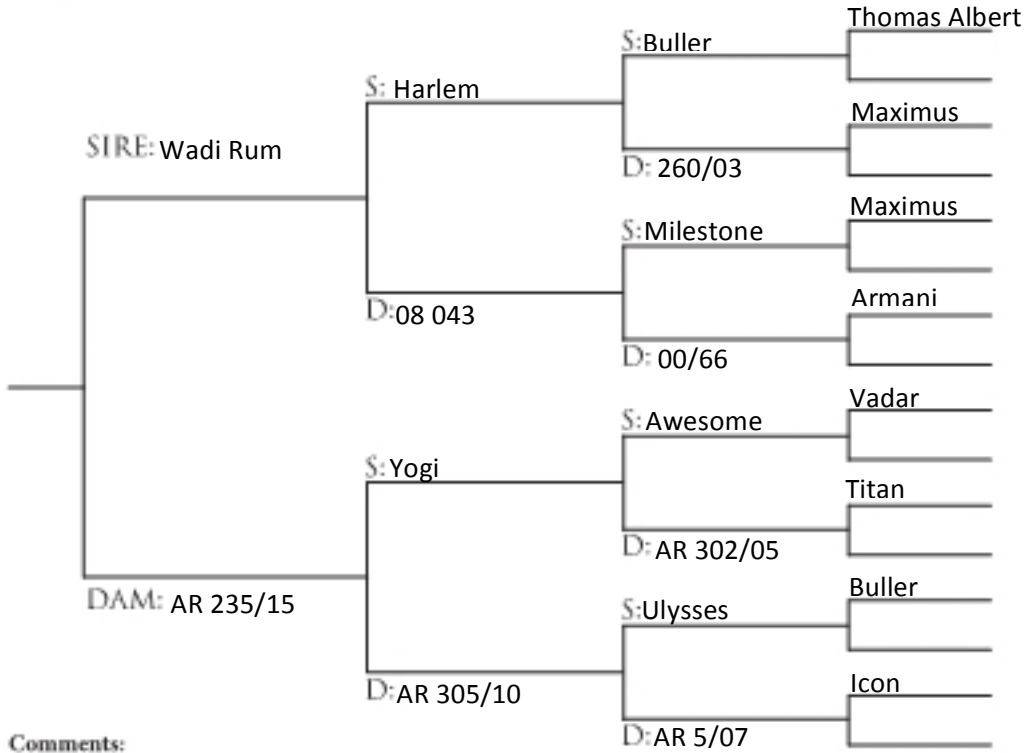 Thomas Albert
S:Buller
S: Harlem
Maximus
SIRE: Wadi Rum
D: 260/03
Maximus
S:Milestone
Armani
D:08 043
D: 00/66
Vadar
S:Awesome
S:Yogi
Titan
D: AR 302/05
Buller
DAM: AR 235/15
S:Ulysses
Icon
D:AR 305/10
D: AR 5/07
Comments: